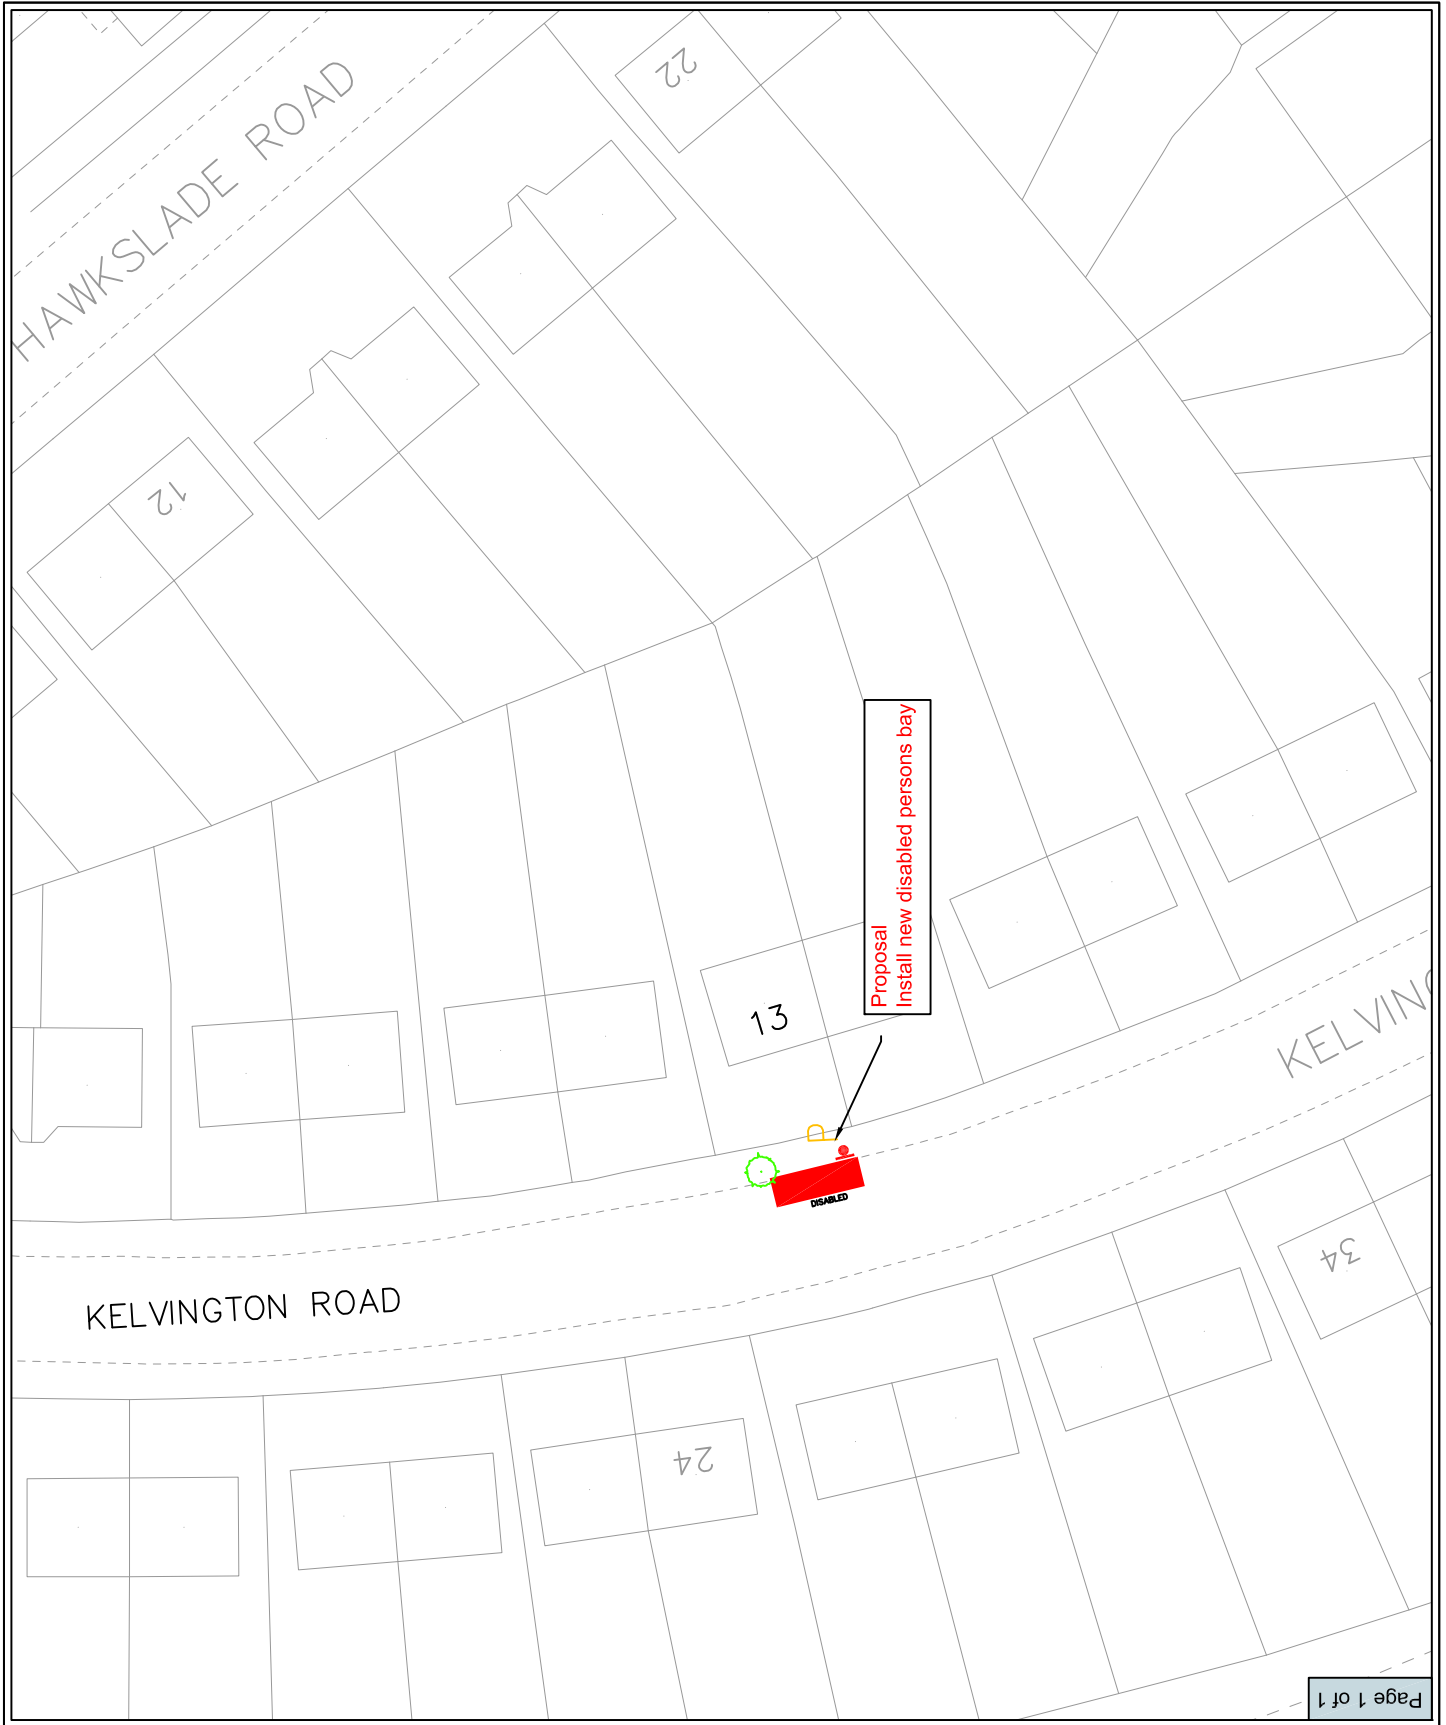 HAWKSLADE ROAD
22
12
Proposal
Install new disabled persons bay
13
KELVING
D
DISABLED
KELVINGTON ROAD
34
24
Page 1 of 1